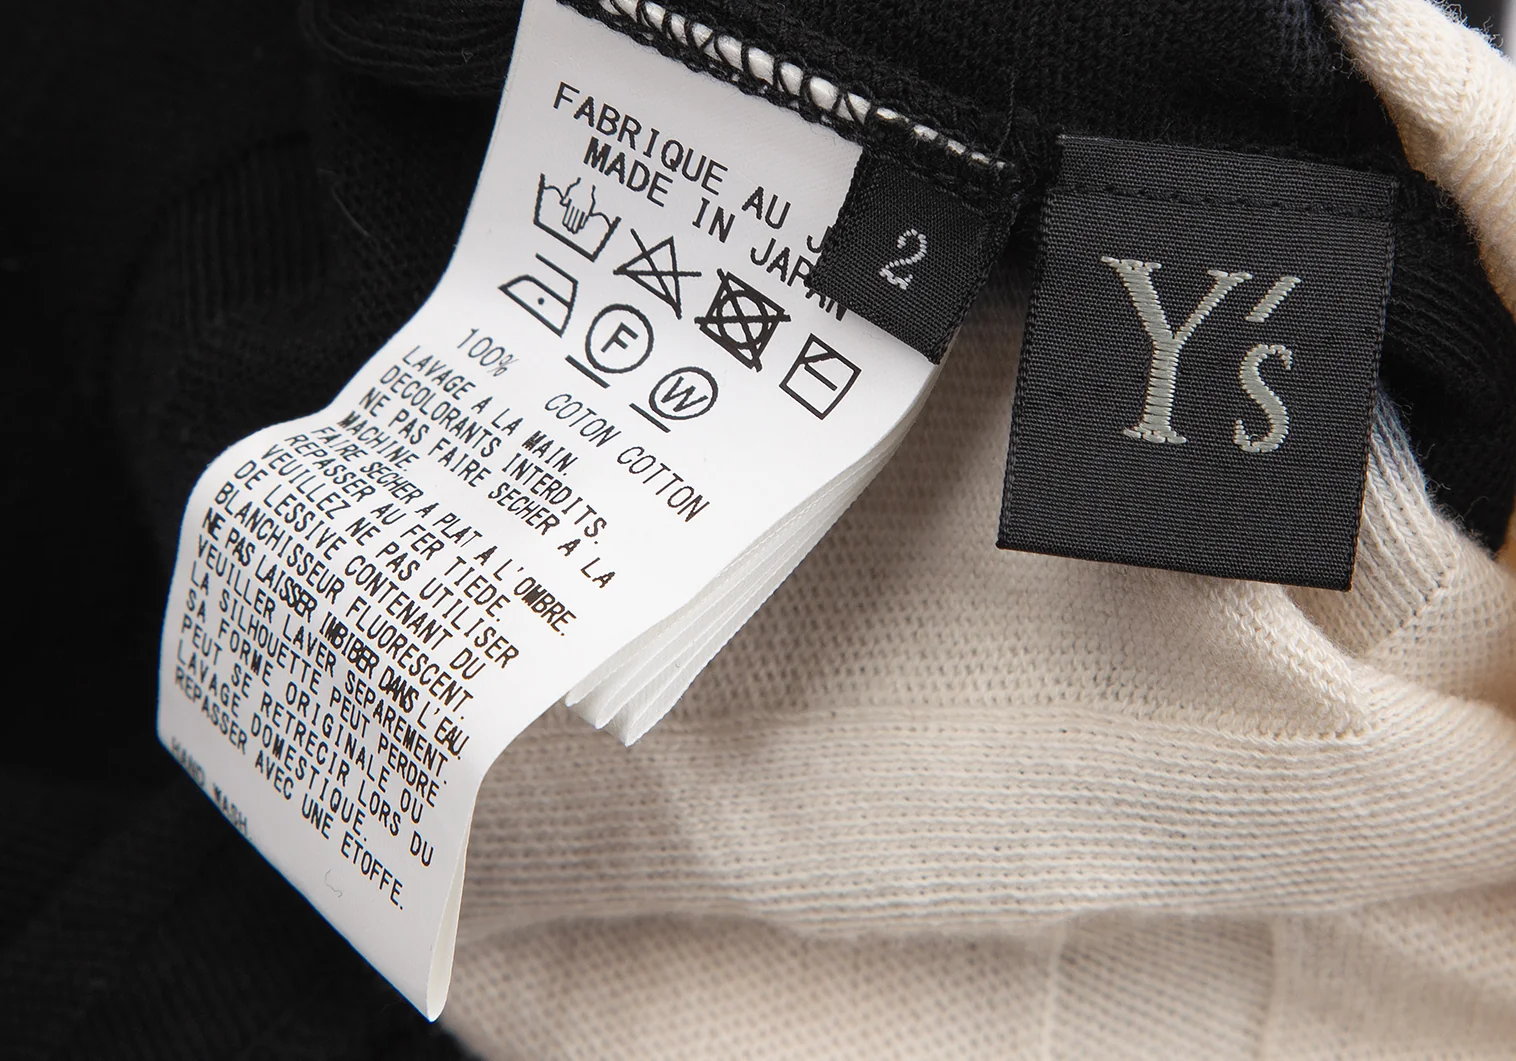 FABRIQUE AU
MADE IN JAPAN
2
Y's
F
W
100% COTON COTTON
LAVAGE A LA MAIN.
DECOLORANTS INTERDITS.
NE PAS FAIRE SECHER A LA
MACHINE
FAIRE SECHER A PLAT A L'OMBRE.
REPASSER AU FER TIEDE.
VEUILLEZ NE PAS UTILISER
DE LESSIVE CONTENANT DU
BLANCHISSEUR FLUORESCENT.
NE PAS LAISSER IMBIBER DANS L'EAU.
VEUILLER LAVER SEPAREMENT.
LA SILHOUETTE PEUT PERDRE
SA FORME ORIGINALE OU
PEUT SE RETRECIR LORS DU
LAVAGE DOMESTIQUE.
REPASSER AVEC UNE ETOFFE.
HAND WASH.